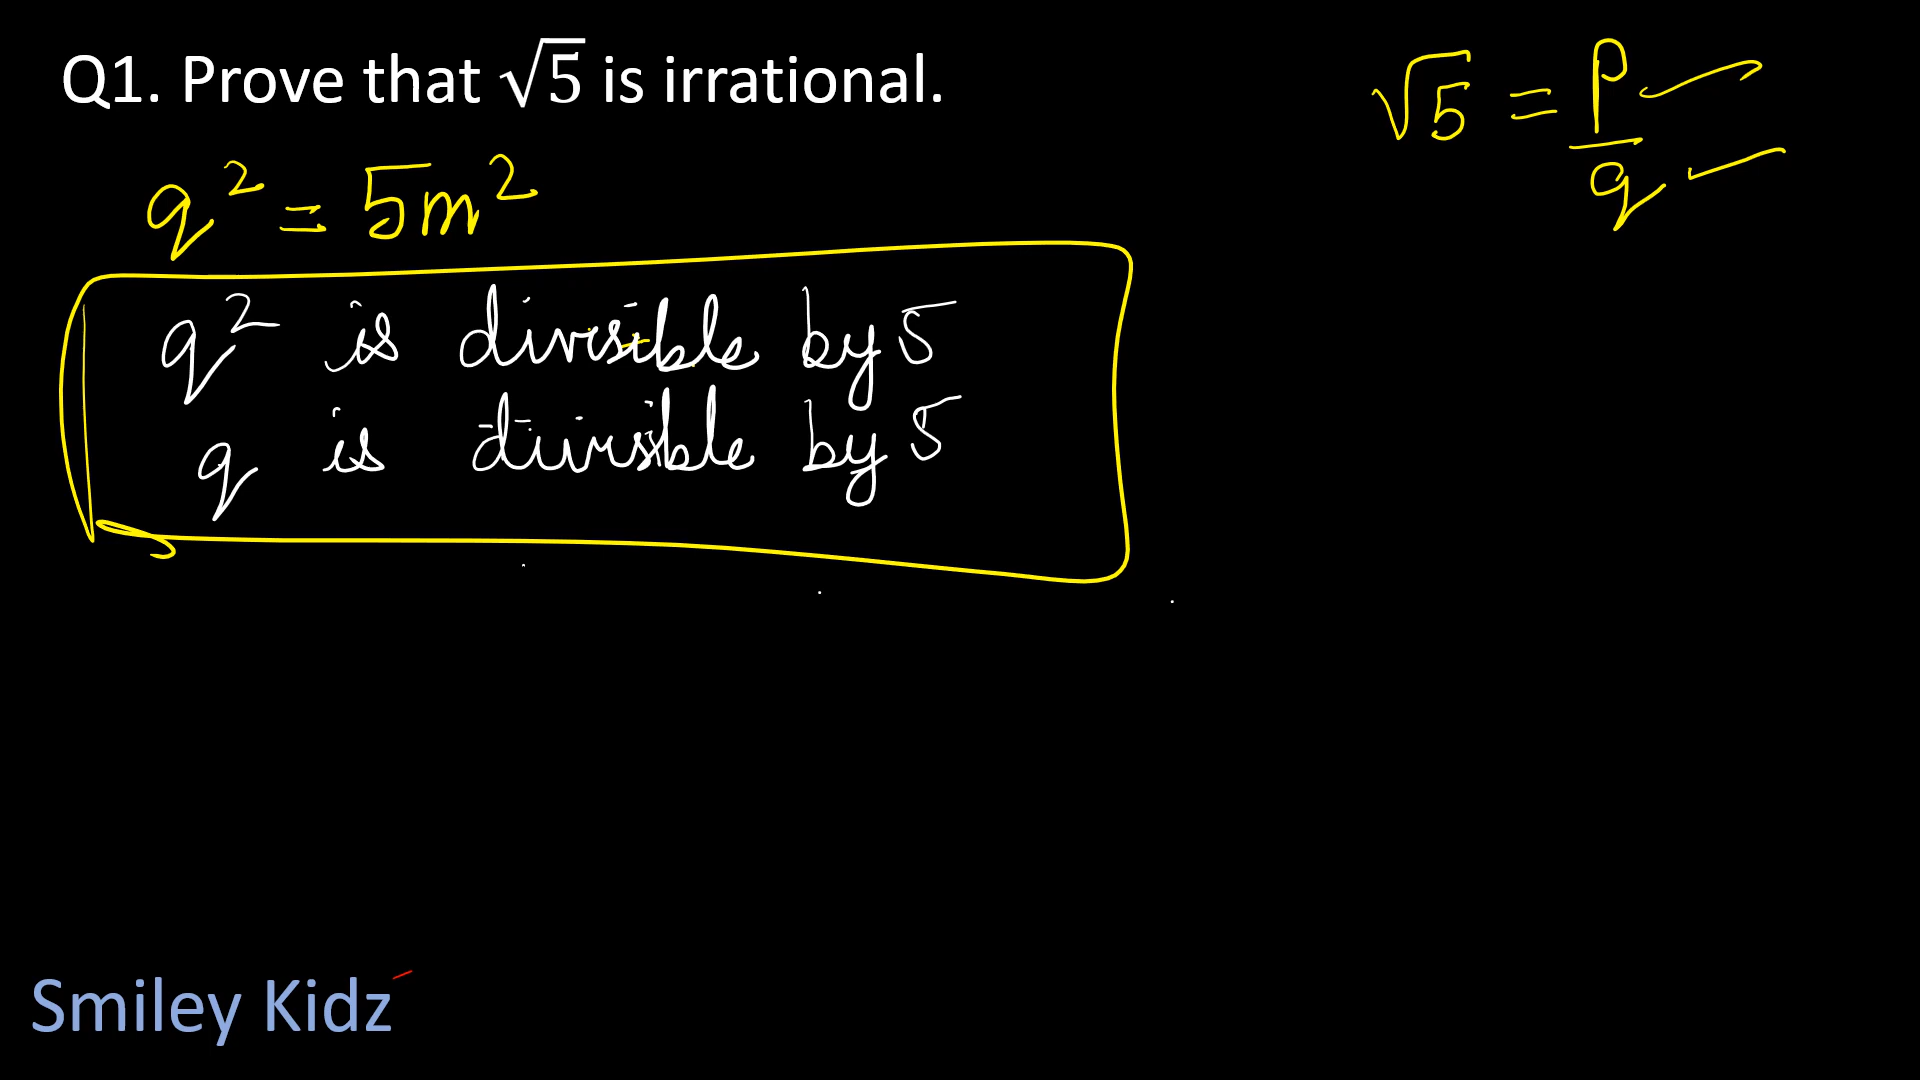 Q1. Prove that √5 is irrational.
√5 = p/q
q² = 5m²
q² is divisible by 5
q is divisible by 5
Smiley Kidz